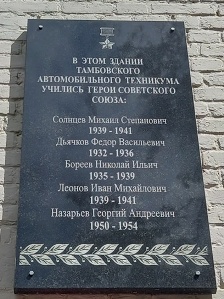 В ЭТОМ ЗДАНИИ
ТАМБОВСКОГО
АВТОМОБИЛЬНОГО ТЕХНИКУМА
УЧИЛИСЬ ГЕРОИ СОВЕТСКОГО
СОЮЗА:
Солнцев Михаил Степанович
1939 - 1941
Дьячков Федор Васильевич
1932 - 1936
Бореев Николай Ильич
1935 - 1939
Леонов Иван Михайлович
1939 - 1941
Назарьев Георгий Андреевич
1950 - 1954